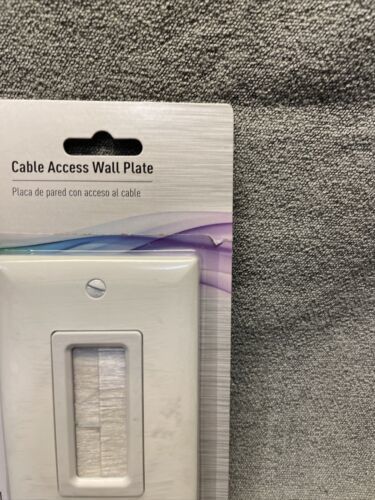 Cable Access Wall Plate
Placa de pared con acceso al cable